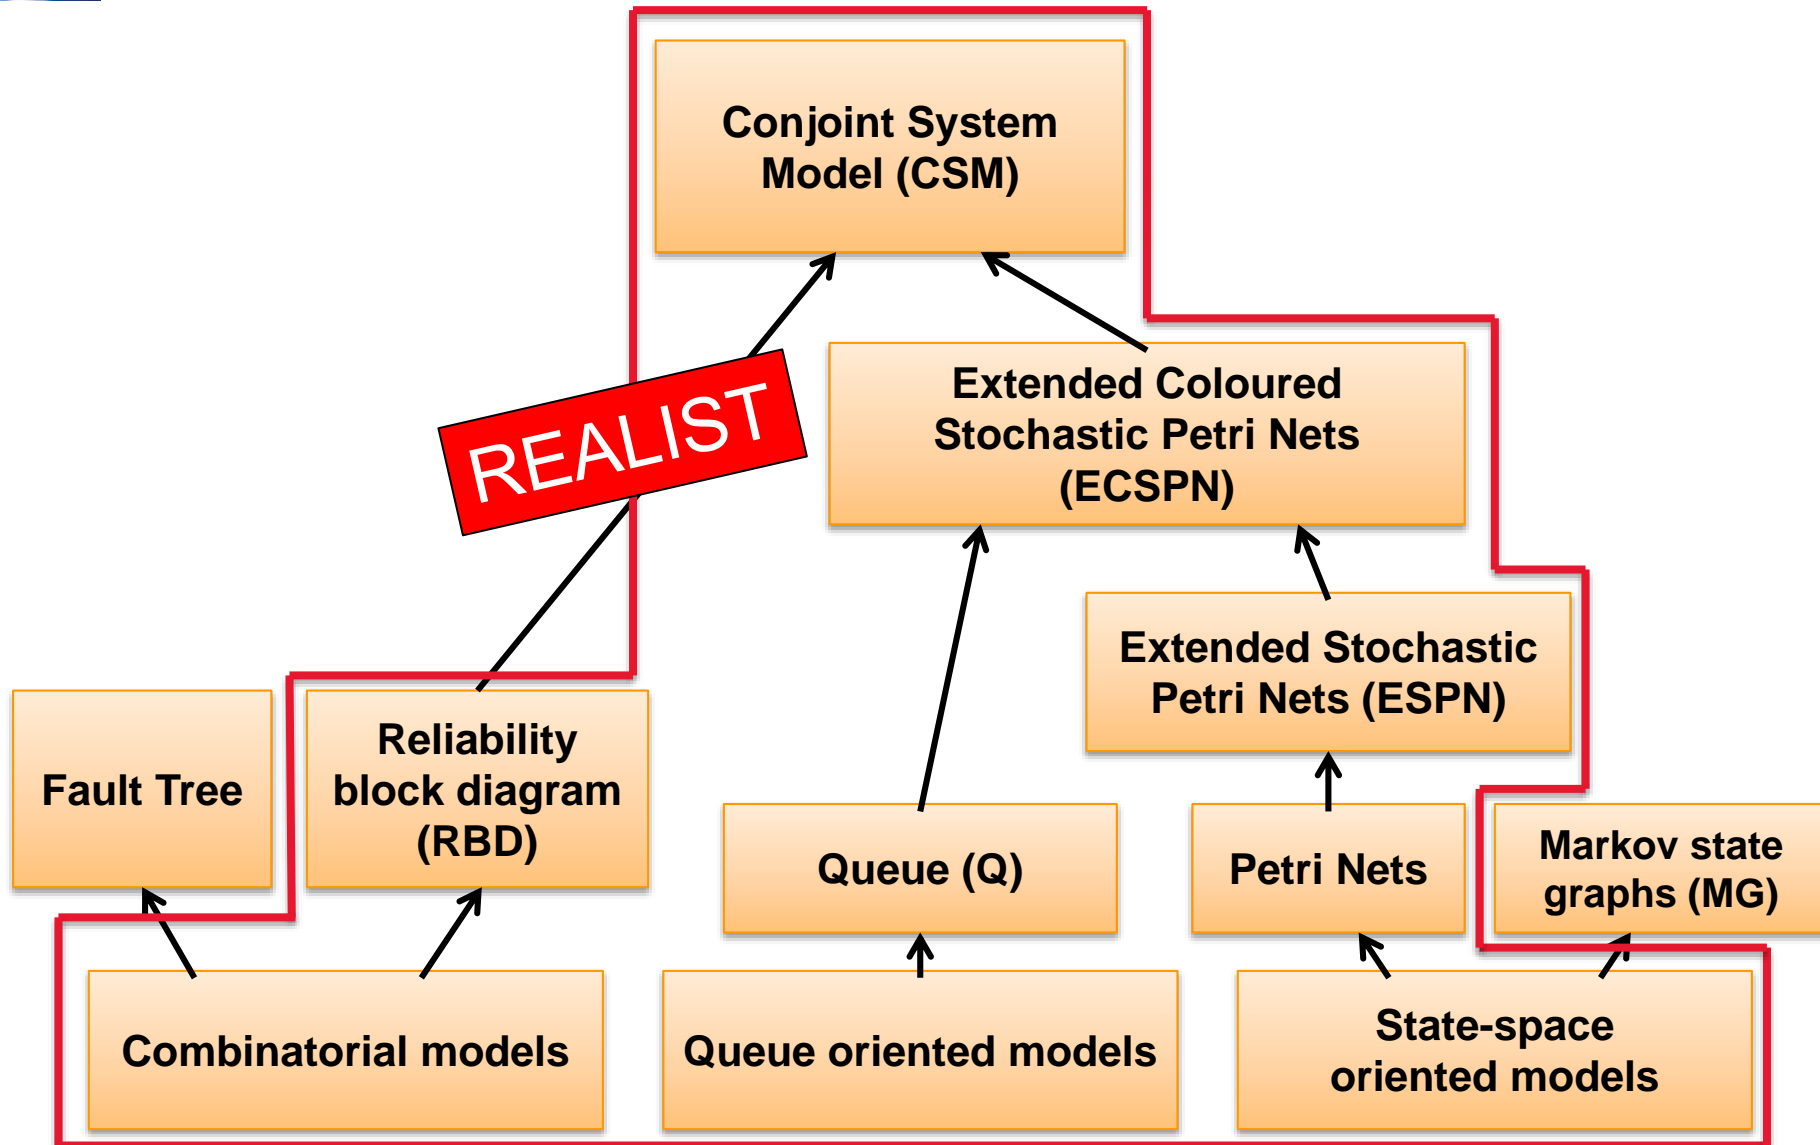 Conjoint System
Model (CSM)
REALIST
Extended Coloured
Stochastic Petri Nets
(ECSPN)
Extended Stochastic
Petri Nets (ESPN)
Fault Tree
Reliability
block diagram
(RBD)
Queue (Q)
Petri Nets
Markov state
graphs (MG)
Combinatorial models
Queue oriented models
State-space
oriented models